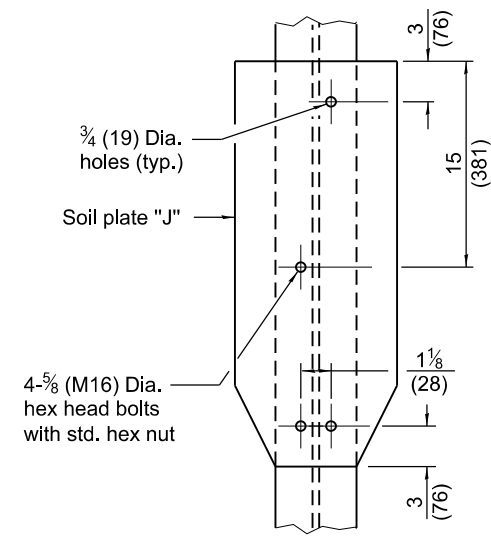 3
(76)
¾ (19) Dia.
holes (typ.)
15
(381)
Soil plate "J"
1⅛
(28)
4-⅝ (M16) Dia.
hex head bolts
with std. hex nut
3
(76)